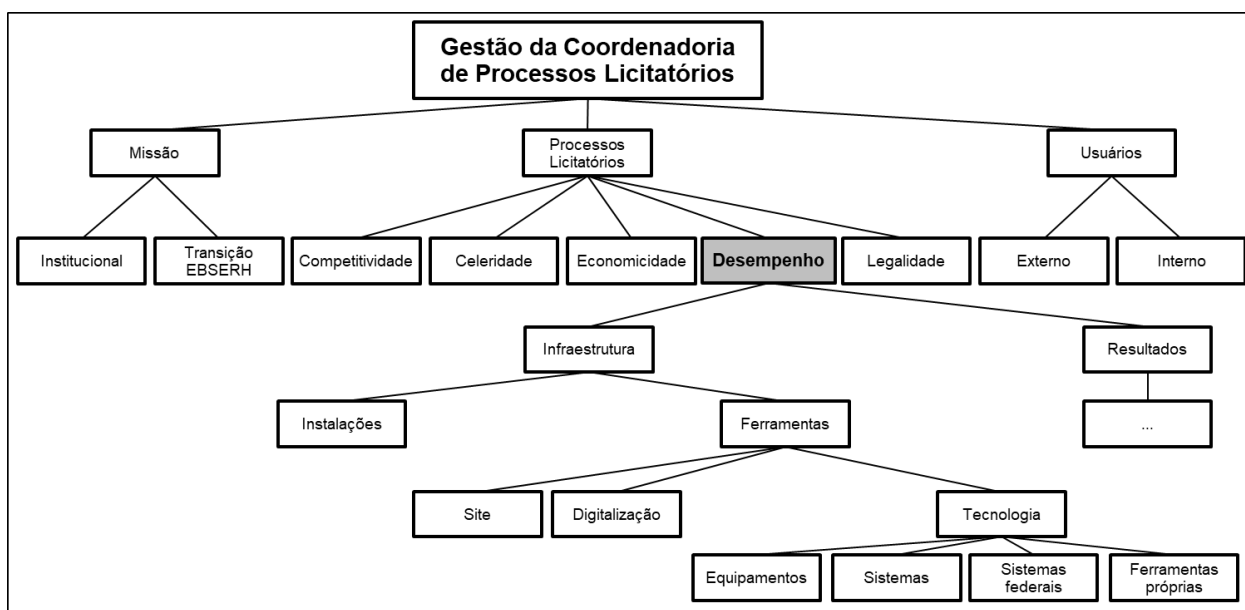 Gestão da Coordenadoria
de Processos Licitatórios
Missão
Processos
Licitatórios
Usuários
Institucional
Transição
EBSERH
Competitividade
Celeridade
Economicidade
Desempenho
Legalidade
Externo
Interno
Infraestrutura
Resultados
Instalações
Ferramentas
...
Site
Digitalização
Tecnologia
Equipamentos
Sistemas
Sistemas
federais
Ferramentas
próprias